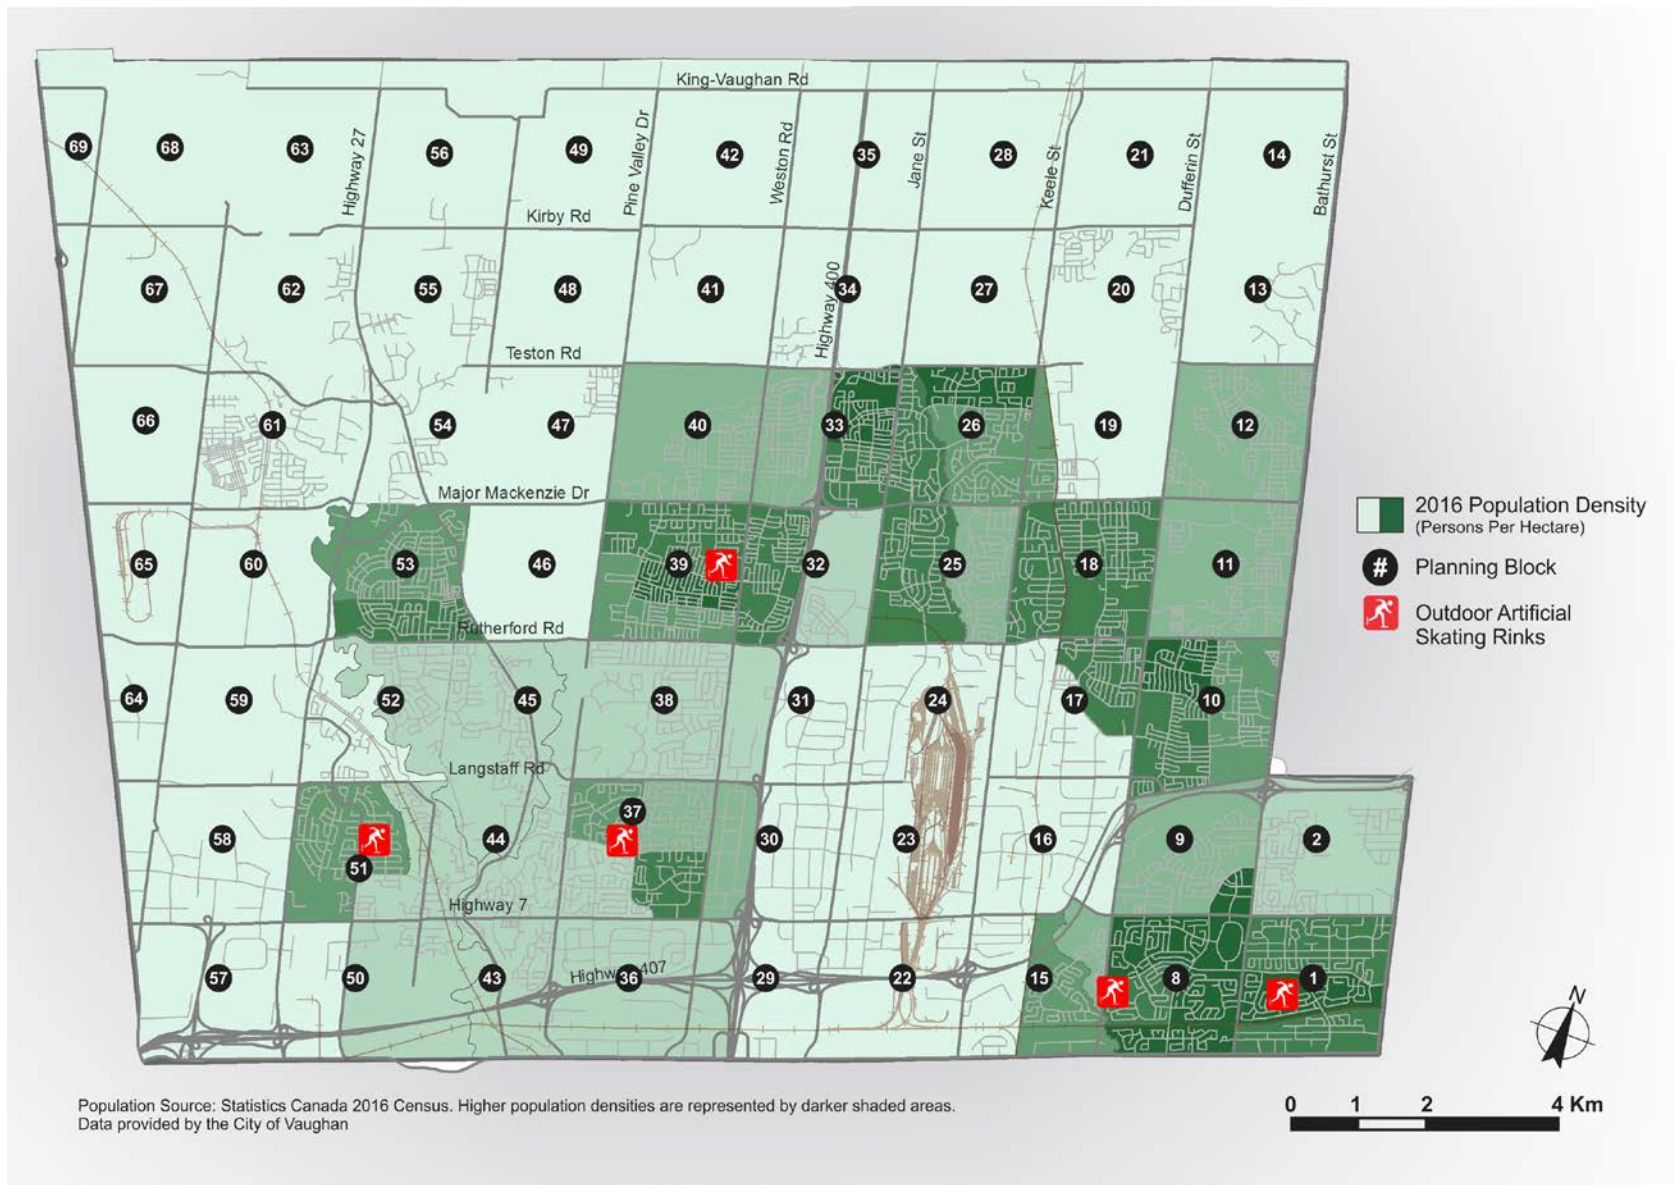 King-Vaughan Rd
69
68
63
Highway 27
56
49
Pine Valley Dr
42
Weston Rd
35
Jane St
28
Keele St
21
Dufferin St
14
Bathurst St
Kirby Rd
67
62
55
48
41
Highway 400
34
27
20
13
Teston Rd
66
61
54
47
40
33
26
19
12
Major Mackenzie Dr
65
60
53
46
39
32
25
18
11
Rutherford Rd
64
59
52
45
38
31
24
17
10
Langstaff Rd
58
51
44
37
30
23
16
9
2
Highway 7
57
50
43
Highway 407
36
29
22
15
8
1
2016 Population Density
(Persons Per Hectare)
# Planning Block
Outdoor Artificial
Skating Rinks
N
0 1 2 4 Km
Population Source: Statistics Canada 2016 Census. Higher population densities are represented by darker shaded areas.
Data provided by the City of Vaughan